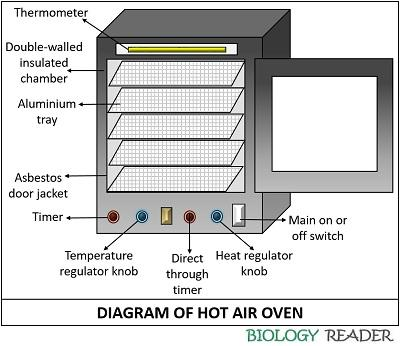 Thermometer
Double-walled
insulated
chamber
Aluminium
tray
Asbestos
door jacket
Timer
Temperature
regulator knob
Direct
through
timer
Heat regulator
knob
Main on or
off switch
DIAGRAM OF HOT AIR OVEN
BIOLOGY READER